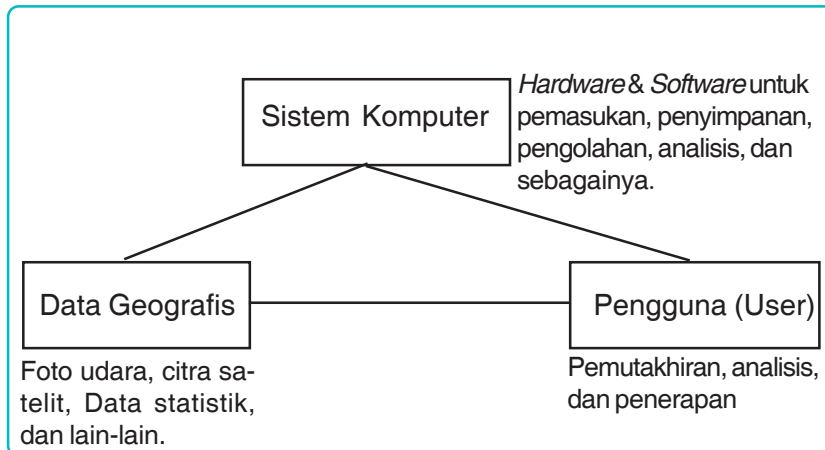 Sistem Komputer
Hardware & Software untuk
pemasukan, penyimpanan,
pengolahan, analisis, dan
sebagainya.
Data Geografis
Pengguna (User)
Foto udara, citra sa-
telit, Data statistik,
dan lain-lain.
Pemutakhiran, analisis,
dan penerapan